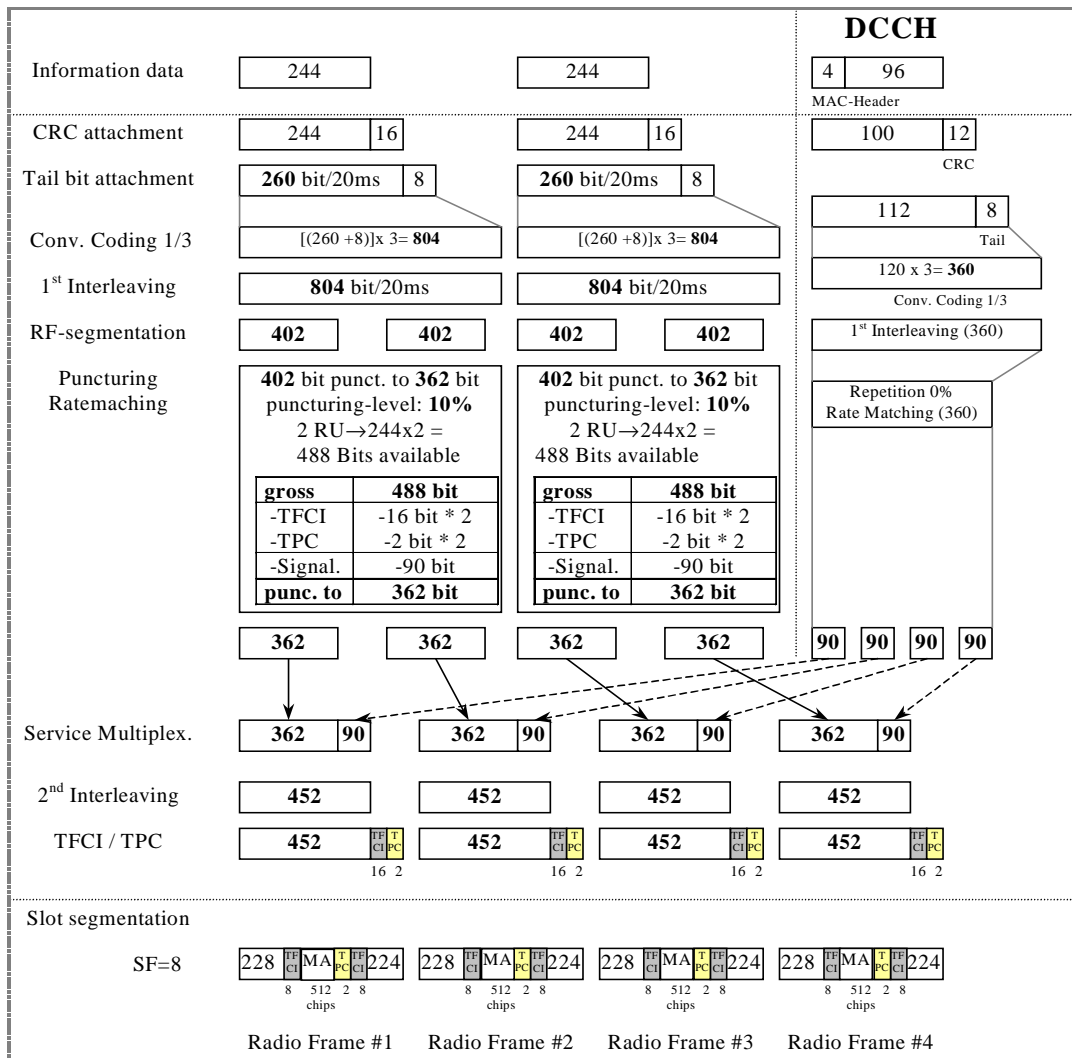 DCCH
Information data 244 244 4 96
MAC-Header
CRC attachment 244 16 244 16 100 12
CRC
Tail bit attachment 260 bit/20ms 8 260 bit/20ms 8
112 8
Tail
Conv. Coding 1/3 [(260 +8)]x 3= 804 [(260 +8)]x 3= 804
120 x 3= 360
Conv. Coding 1/3
1st Interleaving 804 bit/20ms 804 bit/20ms
RF-segmentation 402 402 402 402 1st Interleaving (360)
Puncturing
Ratemaching
402 bit punct. to 362 bit
puncturing-level: 10%
2 RU→244x2 =
488 Bits available
gross 488 bit
-TFCI -16 bit * 2
-TPC -2 bit * 2
-Signal. -90 bit
punc. to 362 bit
402 bit punct. to 362 bit
puncturing-level: 10%
2 RU→244x2 =
488 Bits available
gross 488 bit
-TFCI -16 bit * 2
-TPC -2 bit * 2
-Signal. -90 bit
punc. to 362 bit
Repetition 0%
Rate Matching (360)
362 362 362 362 90 90 90 90
Service Multiplex. 362 90 362 90 362 90 362 90
2nd Interleaving 452 452 452 452
TFCI / TPC 452 TF CI T PC 452 TF CI T PC 452 TF CI T PC 452 TF CI T PC
16 2 16 2 16 2 16 2
Slot segmentation
SF=8 228 TF CI MA T PC TF CI 224 228 TF CI MA T PC TF CI 224 228 TF CI MA T PC TF CI 224 228 TF CI MA T PC TF CI 224
8 512 2 8 8 512 2 8 8 512 2 8 8 512 2 8
chips chips chips chips
Radio Frame #1 Radio Frame #2 Radio Frame #3 Radio Frame #4